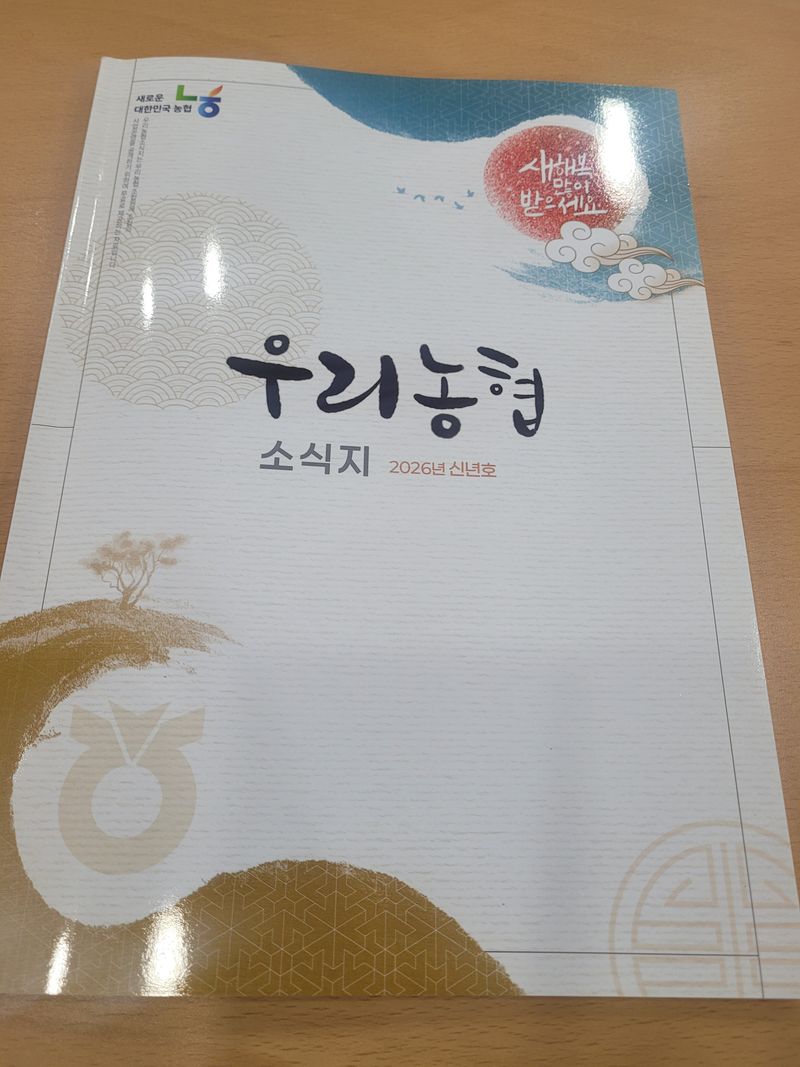 새로운
대한민국 농협
새해 복
많이
받으세요
우리농협
소식지 2026년 신년호